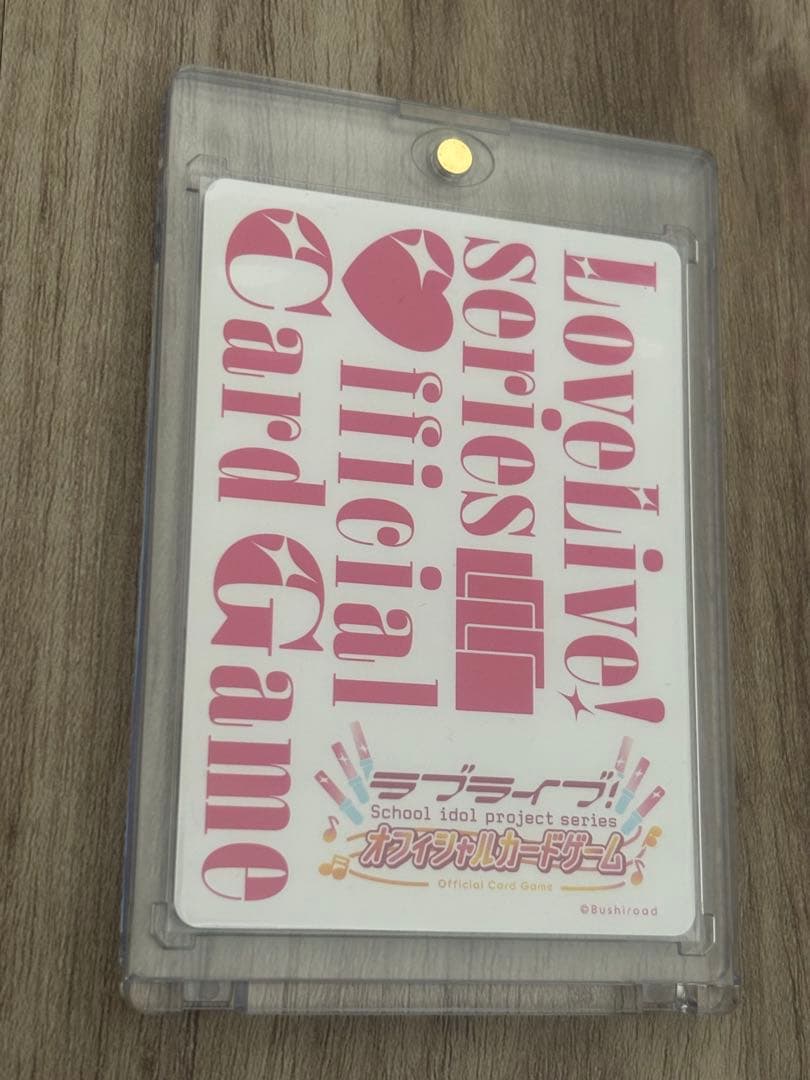 LoveLive!
series
♥fficial
Card Game
ラブライブ!
School idol project series
オフィシャルカードゲーム
Official Card Game
©Bushiroad